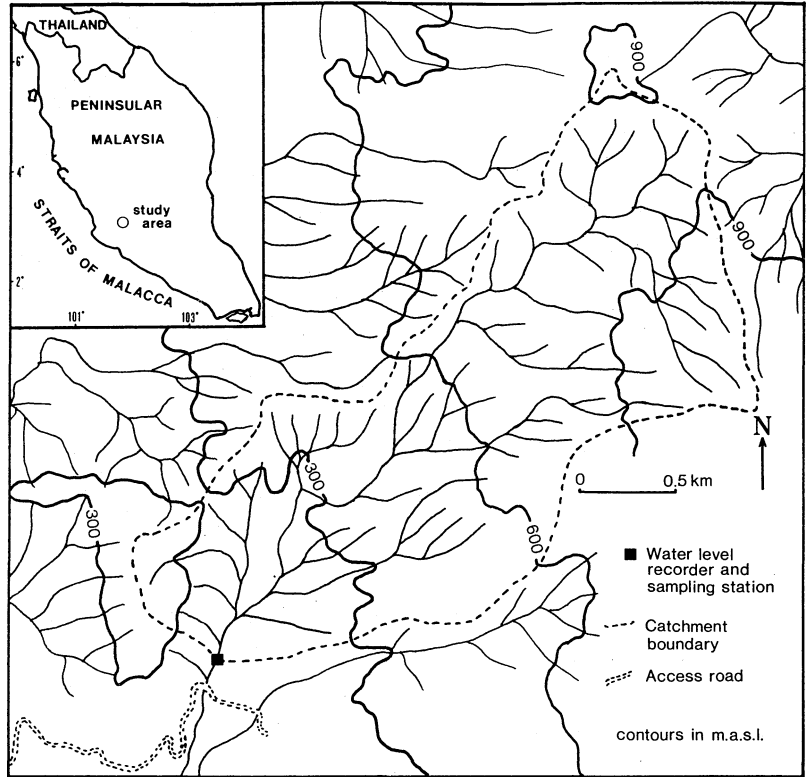 THAILAND
6°
PENINSULAR
MALAYSIA
4°
study
area
STRAITS OF MALACCA
2°
101°
103°
900
900
300
300
600
N
0
0.5 km
Water level
recorder and
sampling station
Catchment
boundary
Access road
contours in m.a.s.l.